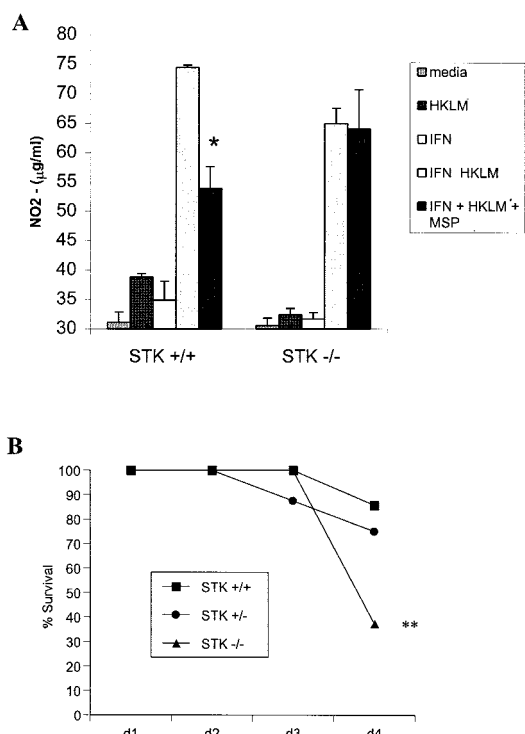 A
NO2 - (µg/ml)
80
75
70
65
60
55
50
45
40
35
30
*
STK +/+
STK -/-
media
HKLM
IFN
IFN HKLM
IFN + HKLM +
MSP
B
% Survival
100
90
80
70
60
50
40
30
20
10
0
STK +/+
STK +/-
STK -/-
**
d1 d2 d3 d4